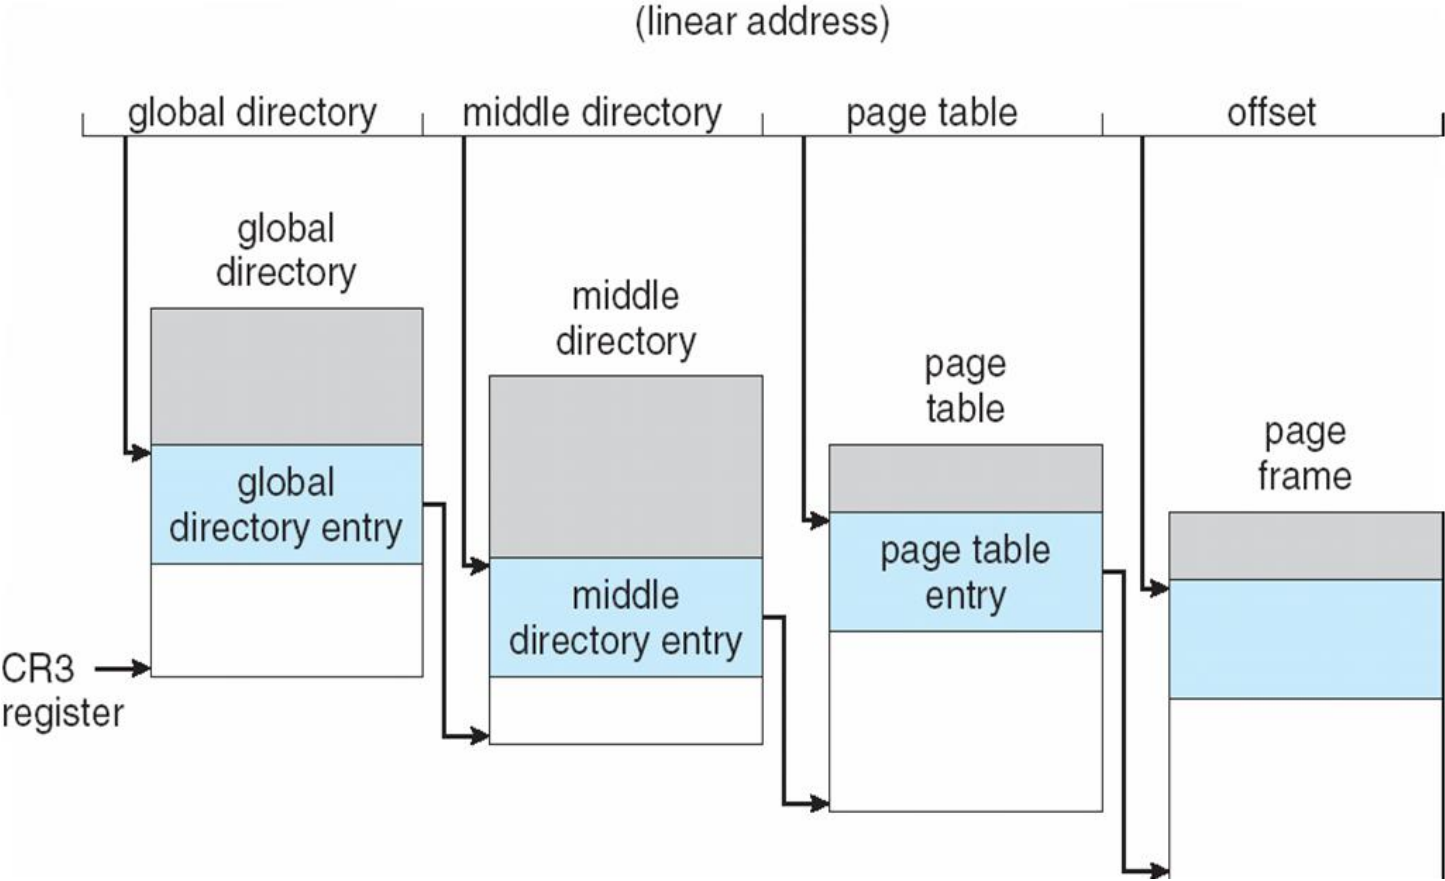 (linear address)
global directory
middle directory
page table
offset
global
directory
global
directory entry
CR3
register
middle
directory
middle
directory entry
page
table
page table
entry
page
frame